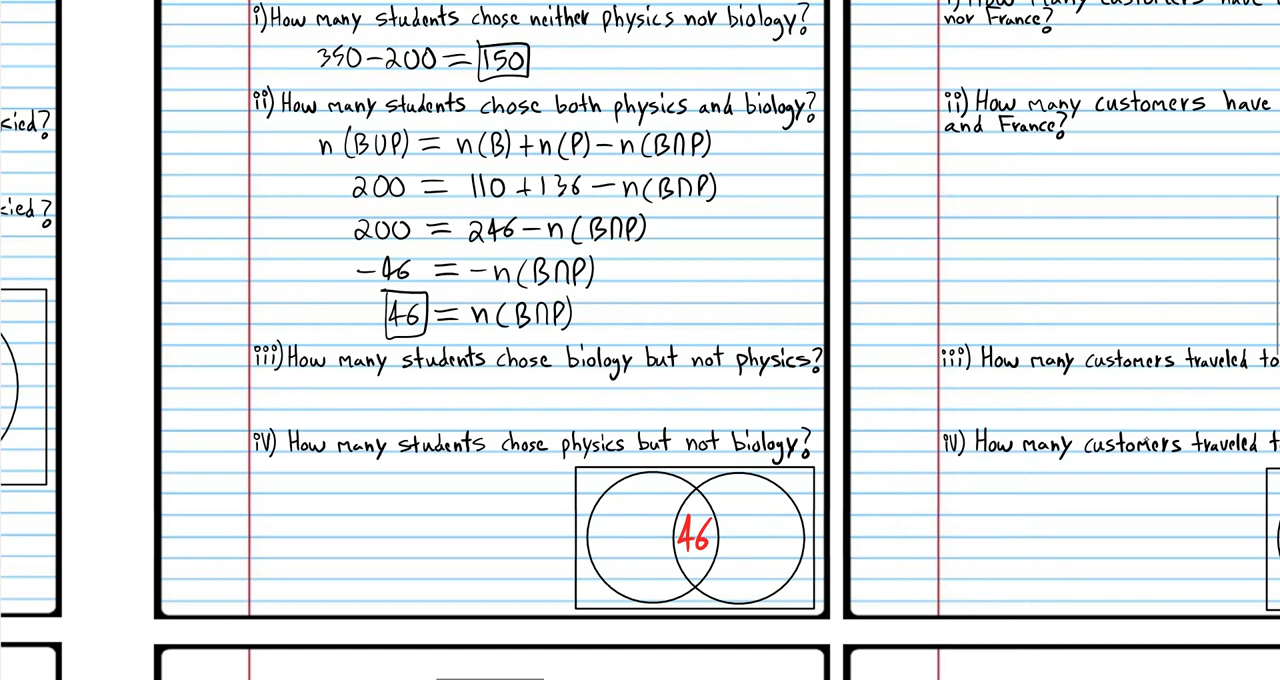 i) How many students chose neither physics nor biology?
350-200 = 150
ii) How many students chose both physics and biology?
n(B∪P) = n(B)+n(P)-n(B∩P)
200 = 110+136-n(B∩P)
200 = 246-n(B∩P)
-46 = -n(B∩P)
46 = n(B∩P)
iii) How many students chose biology but not physics?
iv) How many students chose physics but not biology?
46
nor France?
ii) How many customers have
and France?
iii) How many customers traveled to
iv) How many customers traveled